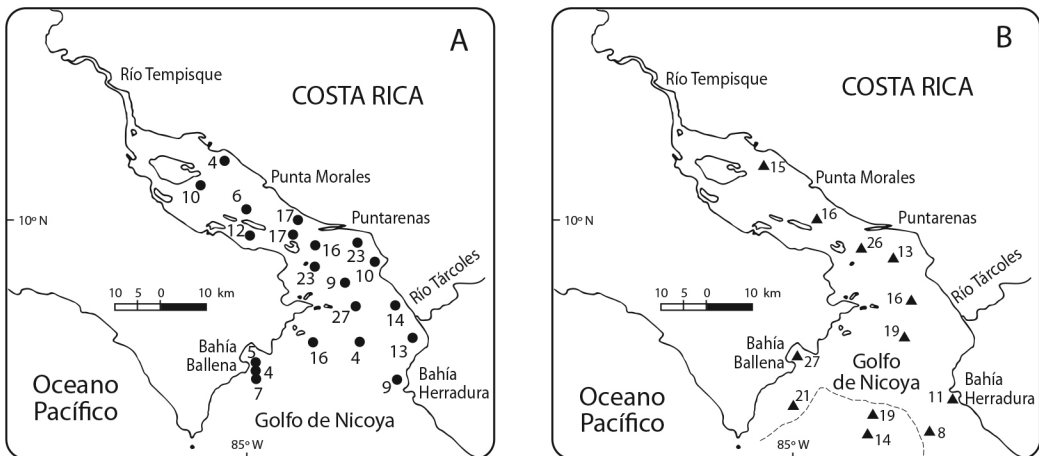 A
Río Tempisque
COSTA RICA
4
Punta Morales
10
6
17
Puntarenas
10º N
12
17
16
23
10
23
9
Río Tárcoles
10 5 0 10 km
27
14
16
4
13
Bahía
Ballena
5
4
7
9
Bahía
Herradura
Oceano
Pacífico
Golfo de Nicoya
85º W
B
Río Tempisque
COSTA RICA
15
Punta Morales
16
Puntarenas
10º N
26
13
Río Tárcoles
10 5 0 10 km
16
19
Bahía
Ballena
27
Golfo
de Nicoya
Bahía
Herradura
11
21
19
14
8
Oceano
Pacífico
85º W